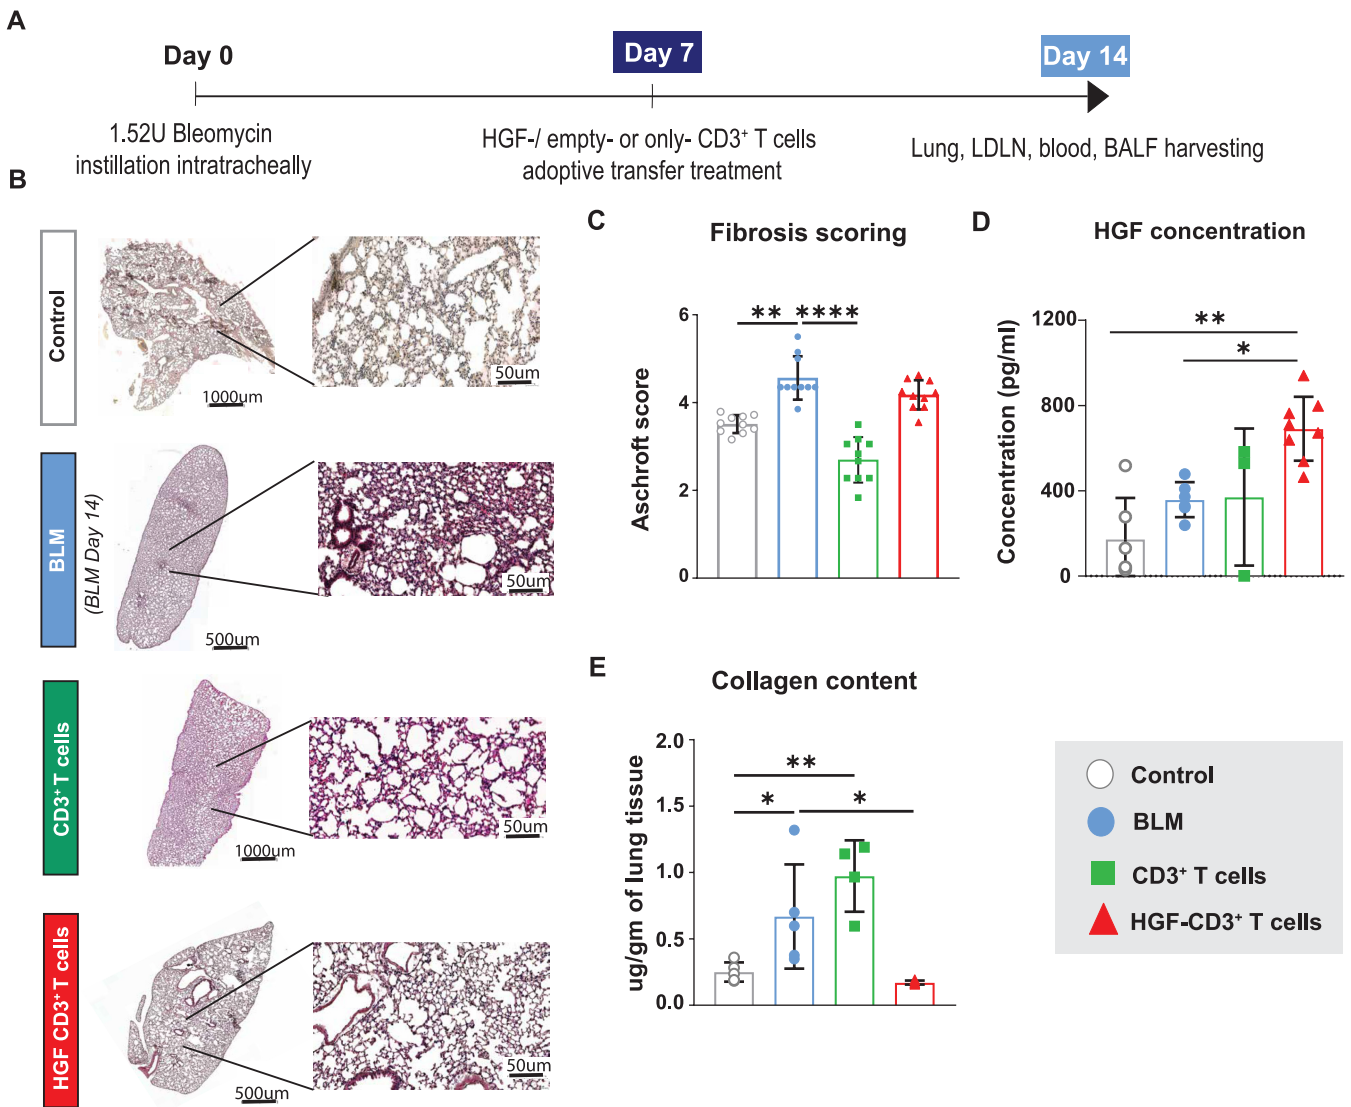 A
Day 0
Day 7
Day 14
1.52U Bleomycin
instillation intratracheally
HGF-/ empty- or only- CD3⁺ T cells
adoptive transfer treatment
Lung, LDLN, blood, BALF harvesting
B
Control
1000um
50um
BLM
(BLM Day 14)
500um
50um
CD3⁺ T cells
1000um
50um
HGF CD3⁺ T cells
500um
50um
C
Fibrosis scoring
Aschroft score
6
4
2
0
**
****
D
HGF concentration
Concentration (pg/ml)
1200
800
400
0
**
*
E
Collagen content
ug/gm of lung tissue
2.0
1.5
1.0
0.5
0.0
**
*
*
Control
BLM
CD3⁺ T cells
HGF-CD3⁺ T cells